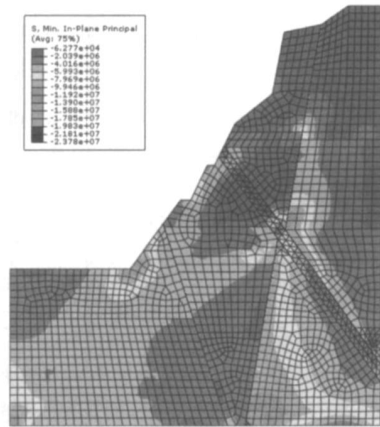 S, Min. In-Plane Principal
(Avg: 75%)
-6.277e+04
-2.039e+06
-4.016e+06
-5.993e+06
-7.969e+06
-9.946e+06
-1.192e+07
-1.390e+07
-1.588e+07
-1.785e+07
-1.983e+07
-2.181e+07
-2.378e+07